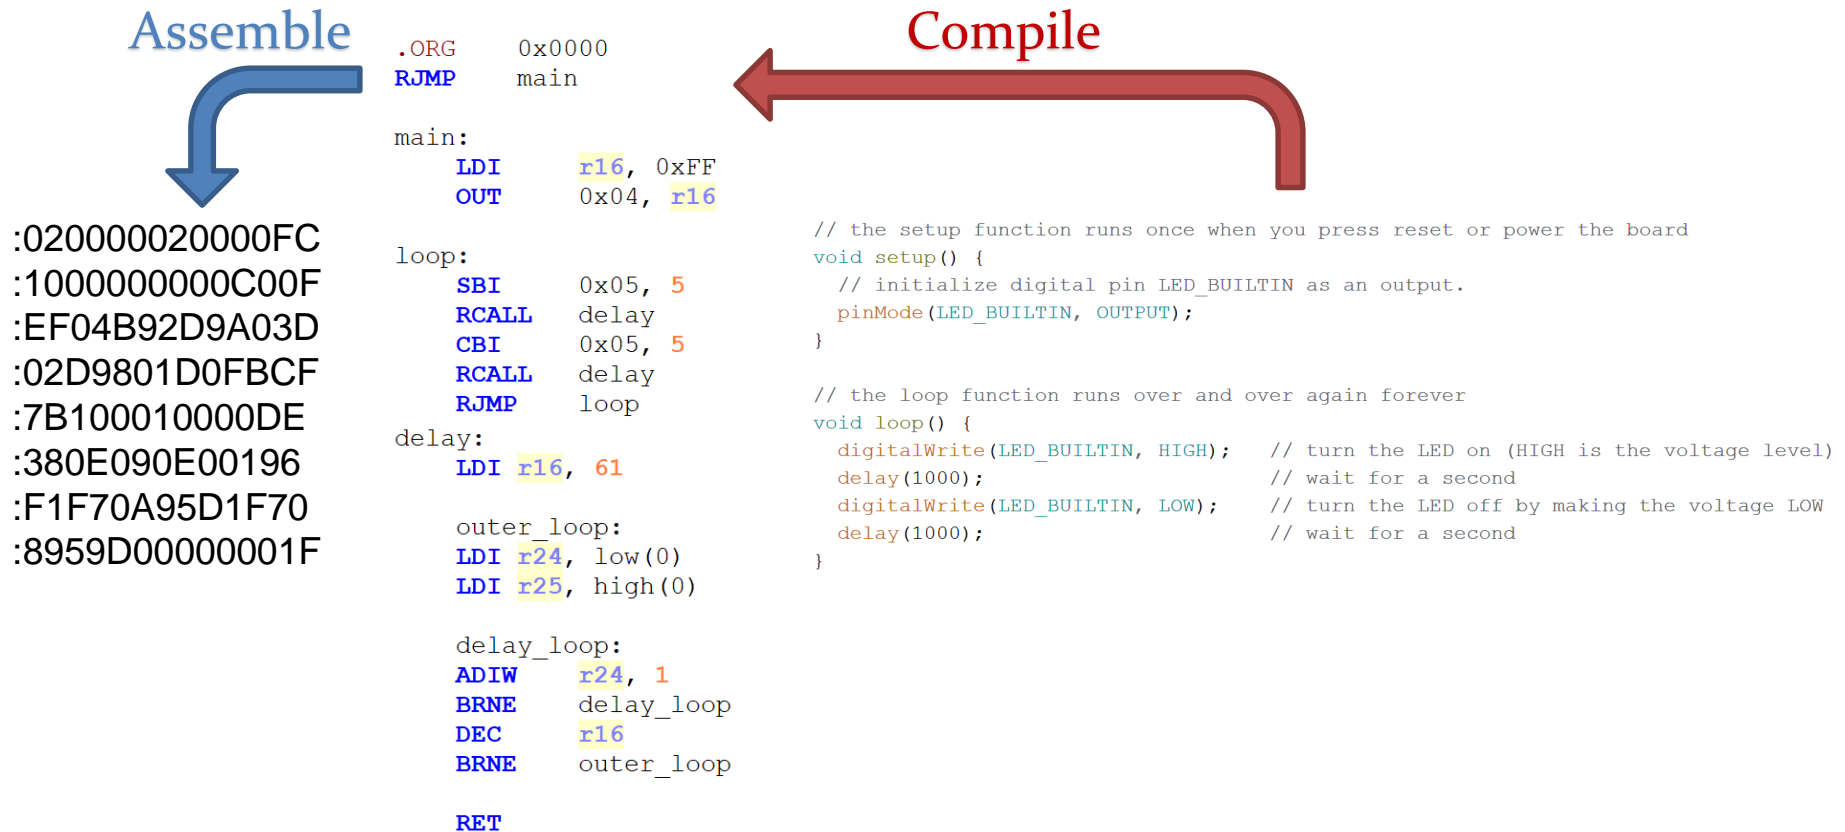 Assemble
Compile
.ORG 0x0000
RJMP main
main:
LDI r16, 0xFF
OUT 0x04, r16
loop:
SBI 0x05, 5
RCALL delay
CBI 0x05, 5
RCALL delay
RJMP loop
delay:
LDI r16, 61
outer_loop:
LDI r24, low(0)
LDI r25, high(0)
delay_loop:
ADIW r24, 1
BRNE delay_loop
DEC r16
BRNE outer_loop
RET
:020000020000FC
:1000000000C00F
:EF04B92D9A03D
:02D9801D0FBCF
:7B100010000DE
:380E090E00196
:F1F70A95D1F70
:8959D00000001F
// the setup function runs once when you press reset or power the board
void setup() {
// initialize digital pin LED_BUILTIN as an output.
pinMode(LED_BUILTIN, OUTPUT);
}
// the loop function runs over and over again forever
void loop() {
digitalWrite(LED_BUILTIN, HIGH); // turn the LED on (HIGH is the voltage level)
delay(1000); // wait for a second
digitalWrite(LED_BUILTIN, LOW); // turn the LED off by making the voltage LOW
delay(1000); // wait for a second
}